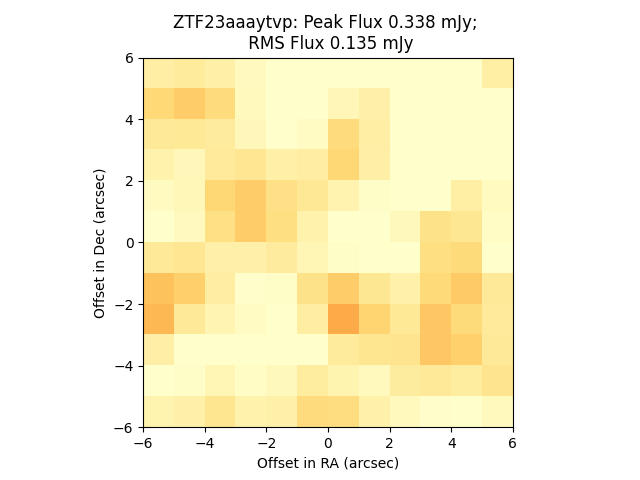 ZTF23aaaytvp: Peak Flux 0.338 mJy;
RMS Flux 0.135 mJy
6
4
2
0
−2
−4
−6
Offset in Dec (arcsec)
−6 −4 −2 0 2 4 6
Offset in RA (arcsec)